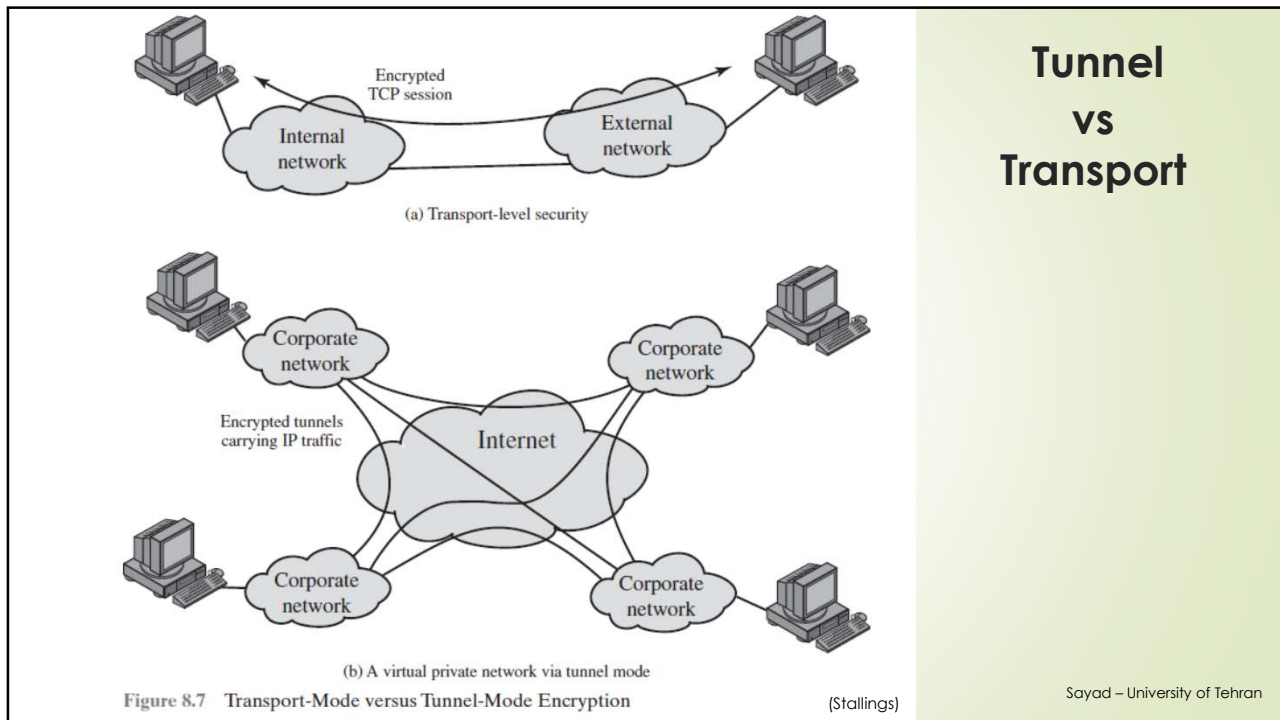 Encrypted
TCP session
Internal
network
External
network
(a) Transport-level security
Corporate
network
Corporate
network
Encrypted tunnels
carrying IP traffic
Internet
Corporate
network
Corporate
network
(b) A virtual private network via tunnel mode
Figure 8.7 Transport-Mode versus Tunnel-Mode Encryption
(Stallings)
Tunnel
vs
Transport
Sayad – University of Tehran